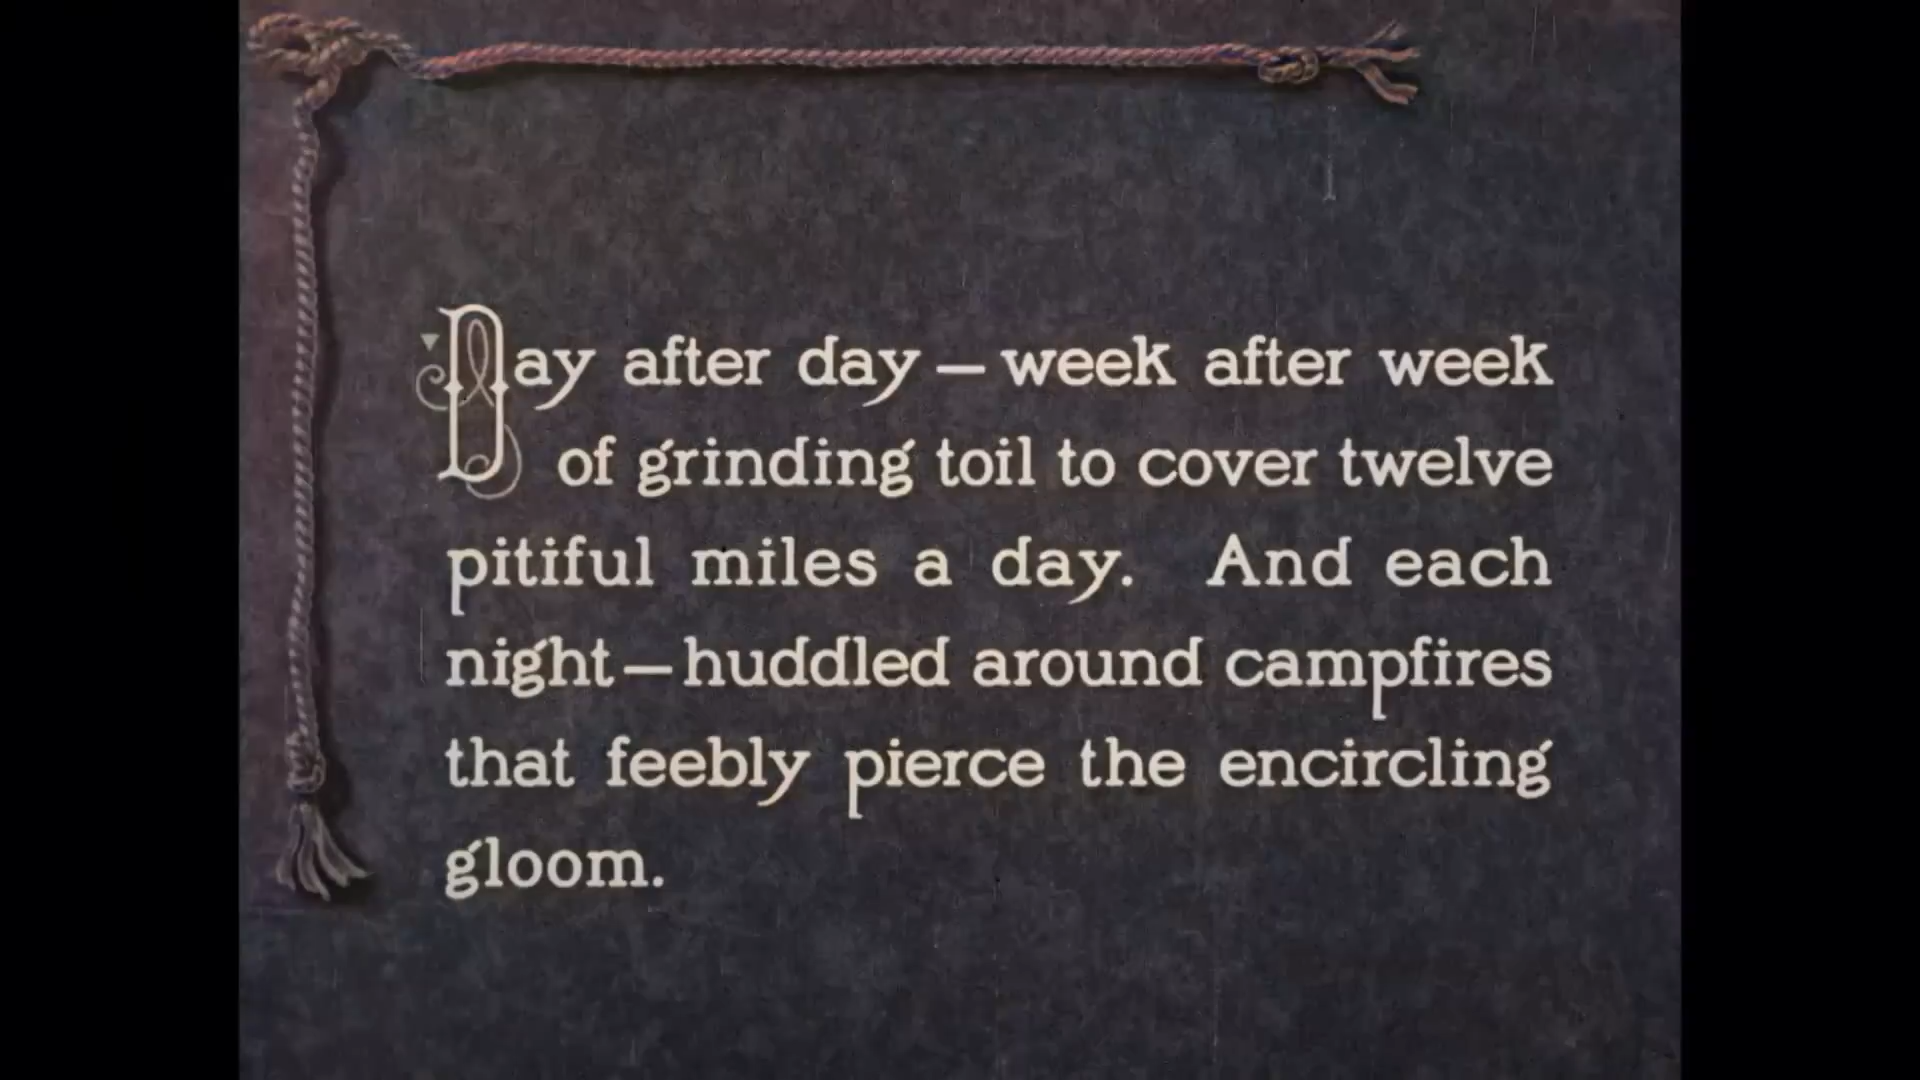 Day after day — week after week
of grinding toil to cover twelve
pitiful miles a day. And each
night — huddled around campfires
that feebly pierce the encircling
gloom.